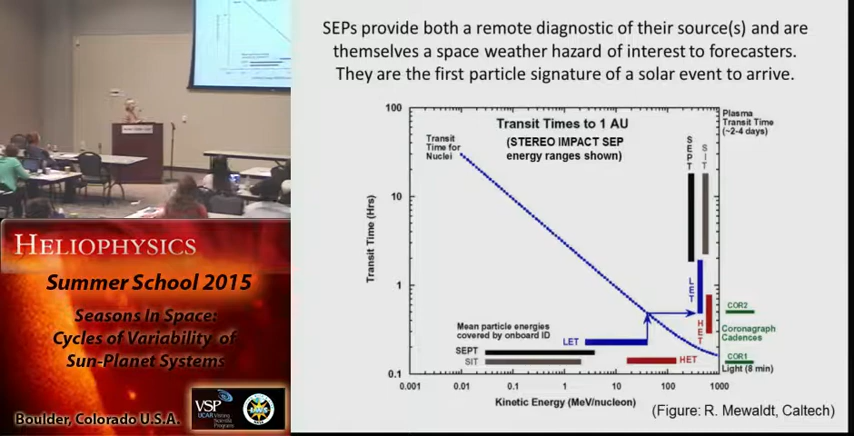 SEPs provide both a remote diagnostic of their source(s) and are
themselves a space weather hazard of interest to forecasters.
They are the first particle signature of a solar event to arrive.
Transit Times to 1 AU
(STEREO IMPACT SEP
energy ranges shown)
Transit
Time for
Nuclei
Plasma
Transit Time
(~2-4 days)
SEPT
SIT
LET
HET
COR2
Coronagraph
Cadences
COR1
Light (8 min)
Mean particle energies
covered by onboard ID
LET
SEPT
SIT
HET
Transit Time (Hrs)
100
10
1
0.1
0.001
0.01
0.1
1
10
100
1000
Kinetic Energy (MeV/nucleon)
(Figure: R. Mewaldt, Caltech)
HELIOPHYSICS
Summer School 2015
Seasons In Space:
Cycles of Variability of
Sun-Planet Systems
Boulder, Colorado U.S.A.
VSP
UCAR Visiting
Scientist
Programs